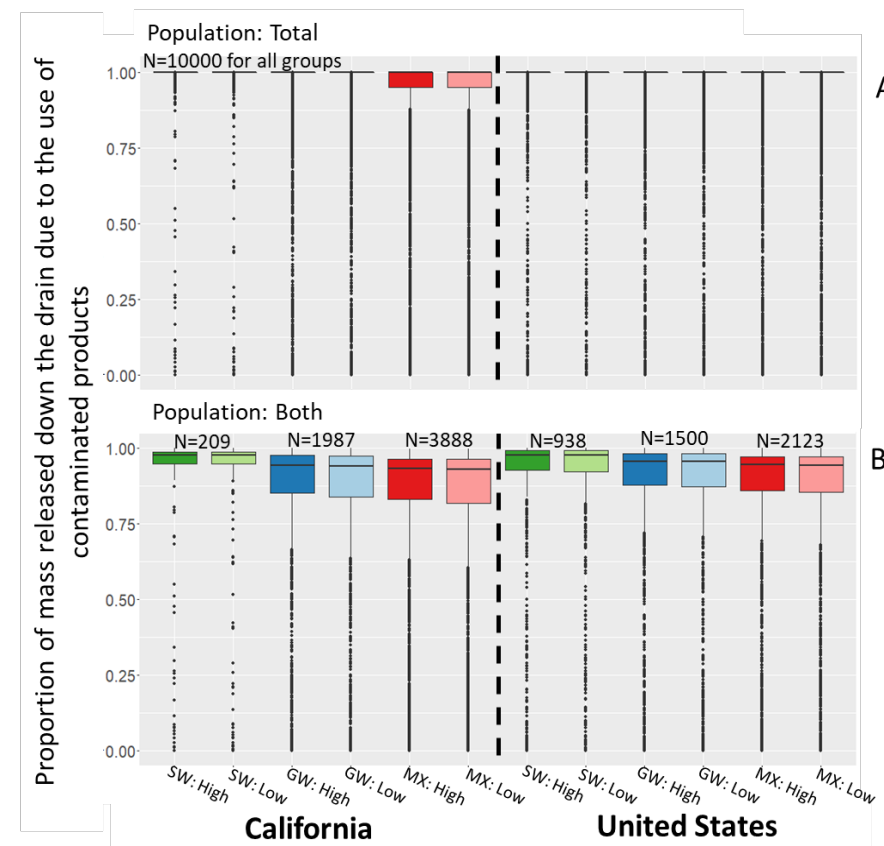 Proportion of mass released down the drain due to the use of
contaminated products
Population: Total
N=10000 for all groups
1.00
0.75
0.50
0.25
0.00
A
Population: Both
N=209
N=1987
N=3888
N=938
N=1500
N=2123
1.00
0.75
0.50
0.25
0.00
B
SW: High
SW: Low
GW: High
GW: Low
MX: High
MX: Low
SW: High
SW: Low
GW: High
GW: Low
MX: High
MX: Low
California
United States